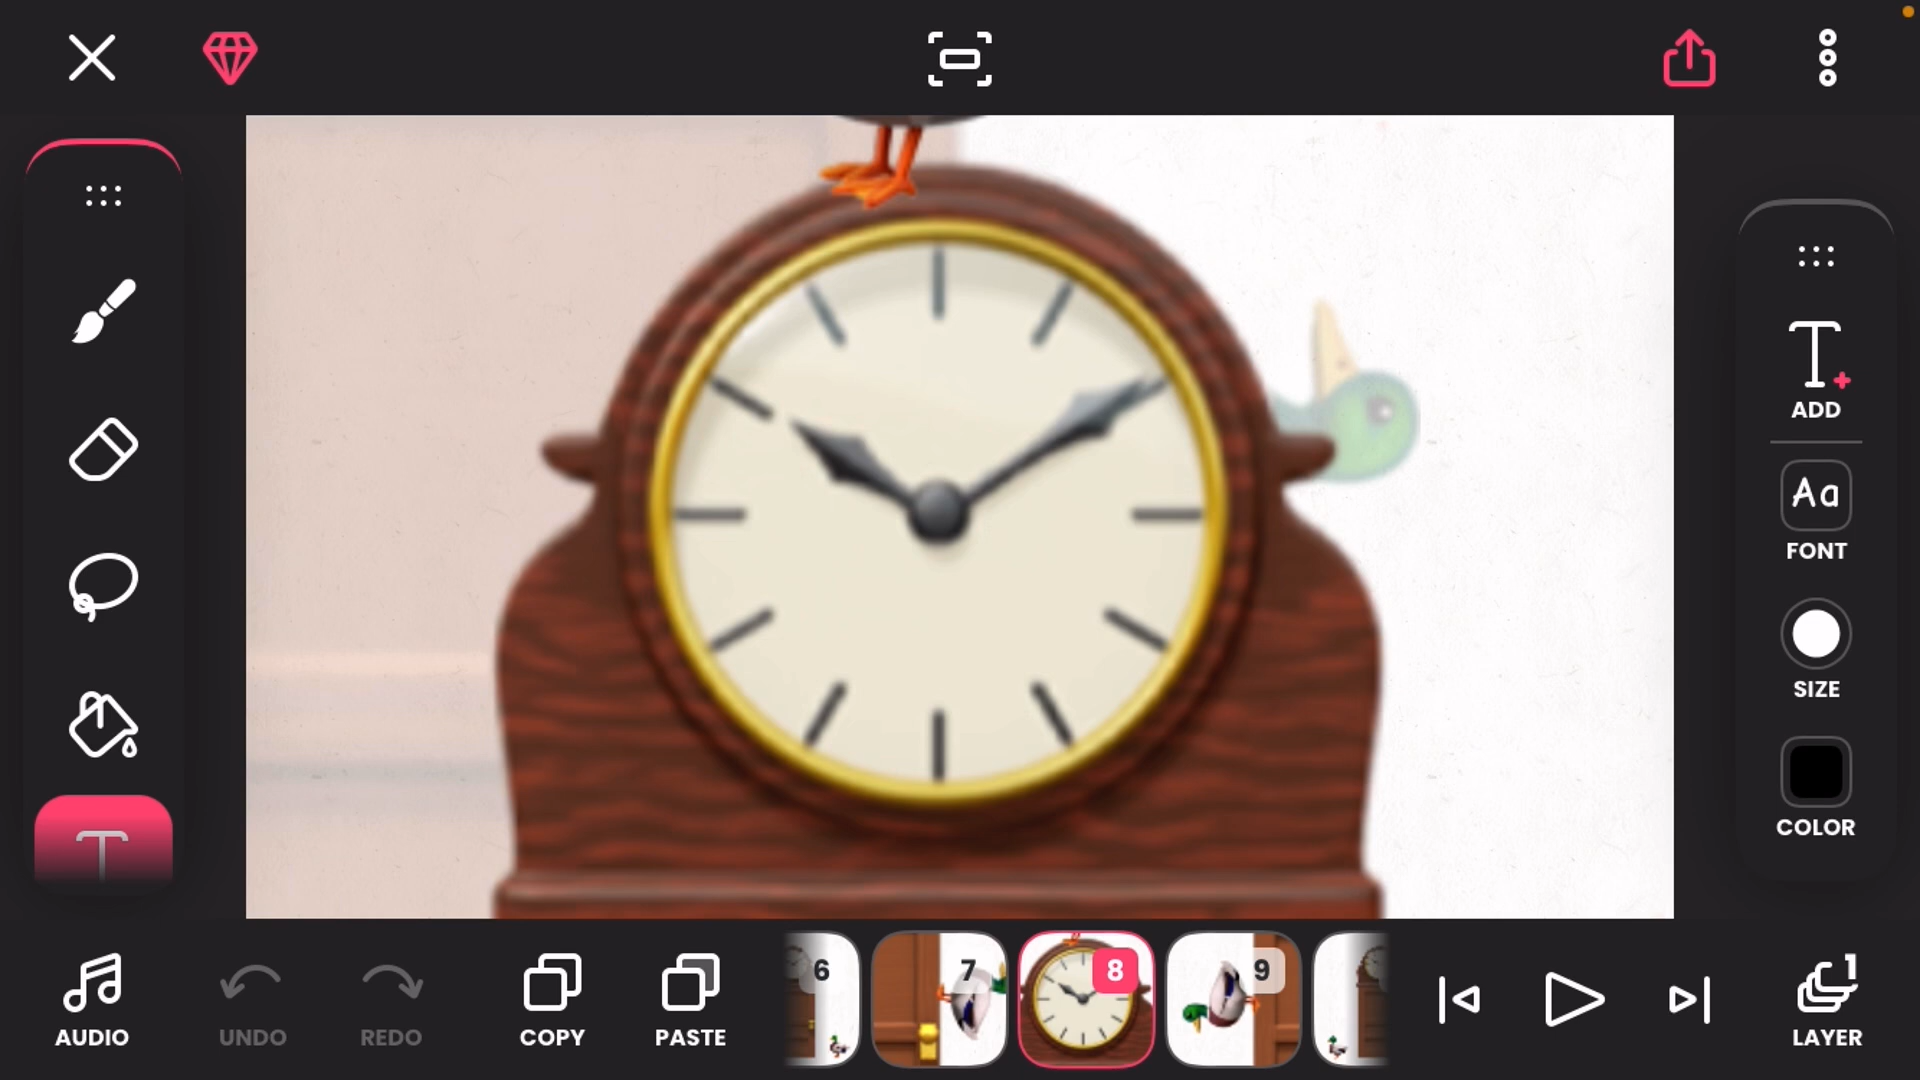 ADD
Aa
FONT
SIZE
COLOR
AUDIO
UNDO
REDO
COPY
PASTE
6
7
8
9
1
LAYER